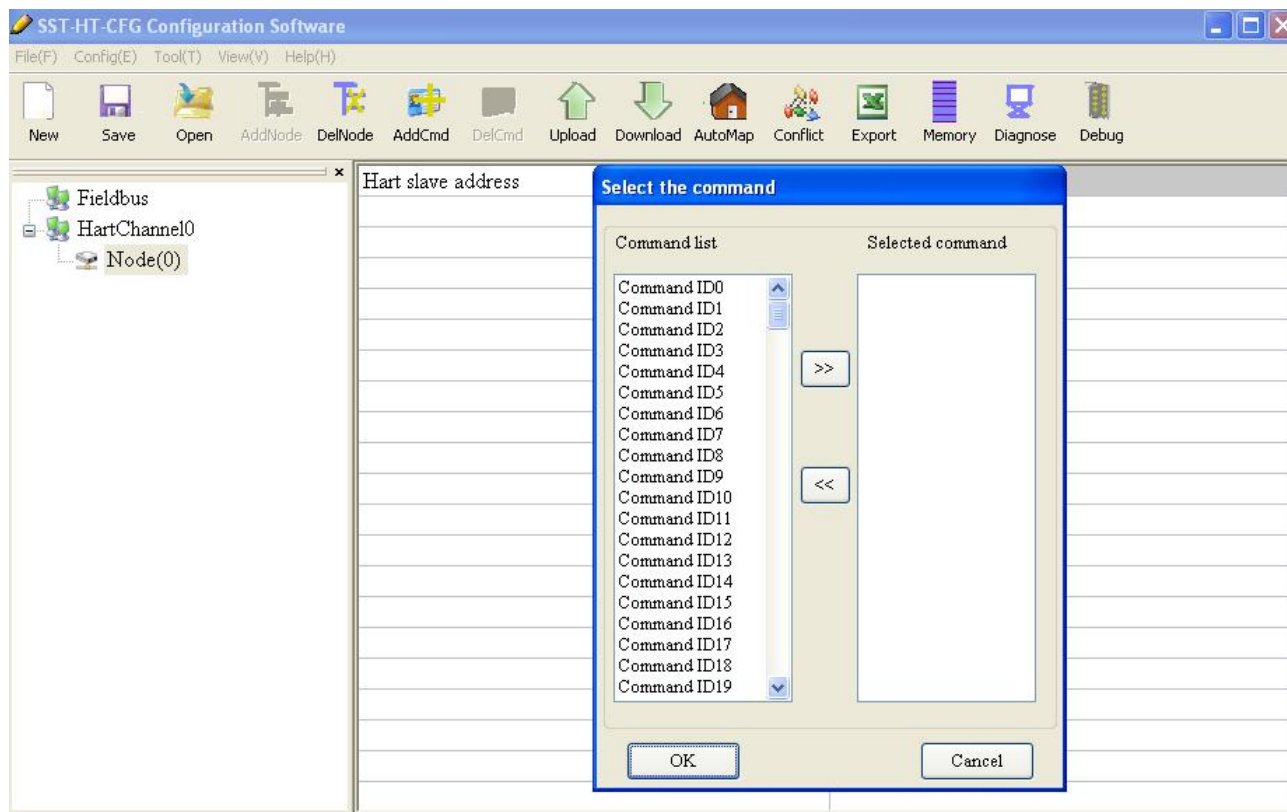 SST-HT-CFG Configuration Software
File(F) Config(E) Tool(T) View(V) Help(H)
New Save Open AddNode DelNode AddCmd DelCmd Upload Download AutoMap Conflict Export Memory Diagnose Debug
Fieldbus
HartChannel0
Node(0)
Hart slave address
Select the command
Command list
Selected command
Command ID0
Command ID1
Command ID2
Command ID3
Command ID4
Command ID5
Command ID6
Command ID7
Command ID8
Command ID9
Command ID10
Command ID11
Command ID12
Command ID13
Command ID14
Command ID15
Command ID16
Command ID17
Command ID18
Command ID19
>>
<<
OK
Cancel